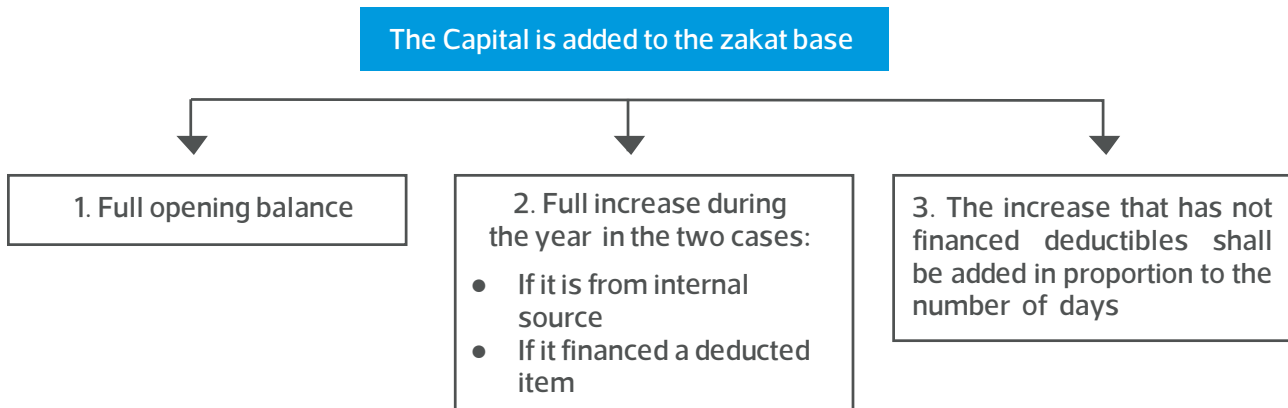 The Capital is added to the zakat base
1. Full opening balance
2. Full increase during
the year in the two cases:
● If it is from internal
source
● If it financed a deducted
item
3. The increase that has not
financed deductibles shall
be added in proportion to the
number of days